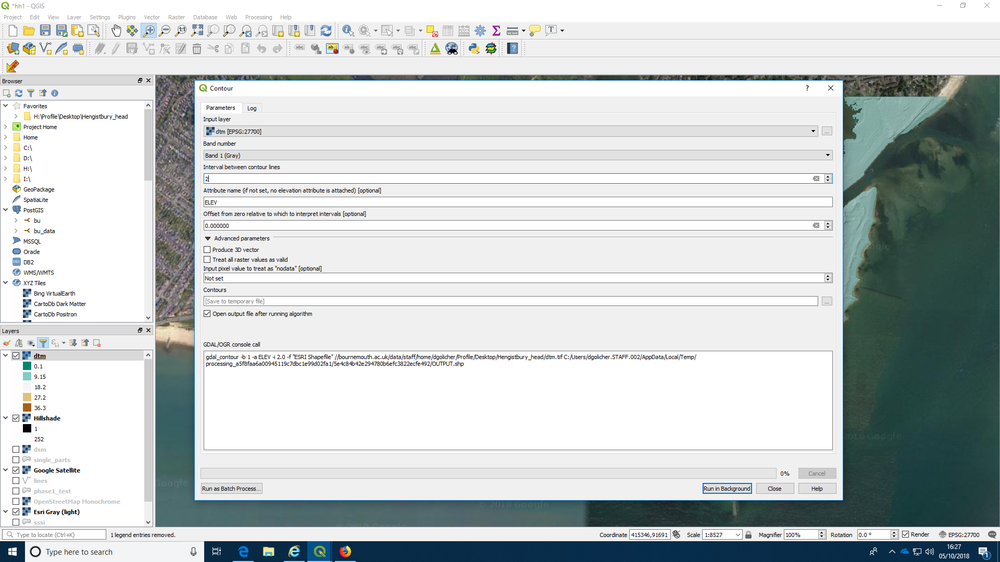 *hh1 - QGIS
Project Edit View Layer Settings Plugins Vector Raster Database Web Processing Help
Browser
Favorites
H:\Profile\Desktop\Hengistbury_head
Project Home
Home
C:\
D:\
H:\
I:\
GeoPackage
SpatiaLite
PostGIS
bu
bu_data
MSSQL
Oracle
DB2
WMS/WMTS
XYZ Tiles
Bing VirtualEarth
CartoDb Dark Matter
CartoDb Positron
Layers
dtm
0.1
9.15
18.2
27.2
36.3
Hillshade
1
252
dsm
single_parts
Google Satellite
lines
phase1_test
OpenStreetMap Monochrome
Esri Gray (light)
sssi
Contour
?
Parameters Log
Input layer
dtm [EPSG:27700]
...
Band number
Band 1 (Gray)
Interval between contour lines
2
Attribute name (if not set, no elevation attribute is attached) [optional]
ELEV
Offset from zero relative to which to interpret intervals [optional]
0.000000
Advanced parameters
Produce 3D vector
Treat all raster values as valid
Input pixel value to treat as "nodata" [optional]
Not set
Contours
[Save to temporary file]
...
Open output file after running algorithm
GDAL/OGR console call
gdal_contour -b 1 -a ELEV -i 2.0 -f "ESRI Shapefile" //bournemouth.ac.uk/data/staff/home/dgolicher/Profile/Desktop/Hengistbury_head/dtm.tif C:/Users/dgolicher.STAFF.002/AppData/Local/Temp/
processing_a5f8faa6a00945119c7dbc1e99d02fa1/5e4c84b42e294780b6efc3822ecfe492/OUTPUT.shp
0% Cancel
Run as Batch Process... Run in Background Close Help
© 2018 Google
2018 Google
Google
Type to locate (Ctrl+K) 1 legend entries removed. Coordinate 415346,91691 Scale 1:8527 Magnifier 100% Rotation 0.0 ° Render EPSG:27700
Type here to search
16:27
05/10/2018
1